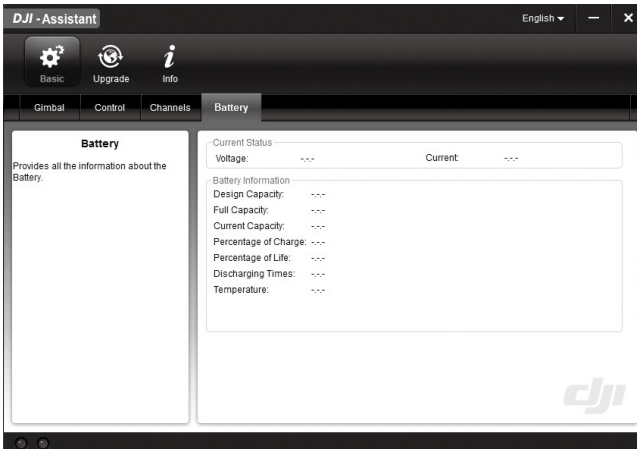 DJI - Assistant English
Basic Upgrade Info
Gimbal Control Channels Battery
Battery
Provides all the information about the
Battery.
Current Status
Voltage: -.-.- Current: -.-.-
Battery Information
Design Capacity: -.-.-
Full Capacity: -.-.-
Current Capacity: -.-.-
Percentage of Charge: -.-.-
Percentage of Life: -.-.-
Discharging Times: -.-.-
Temperature: -.-.-
dji